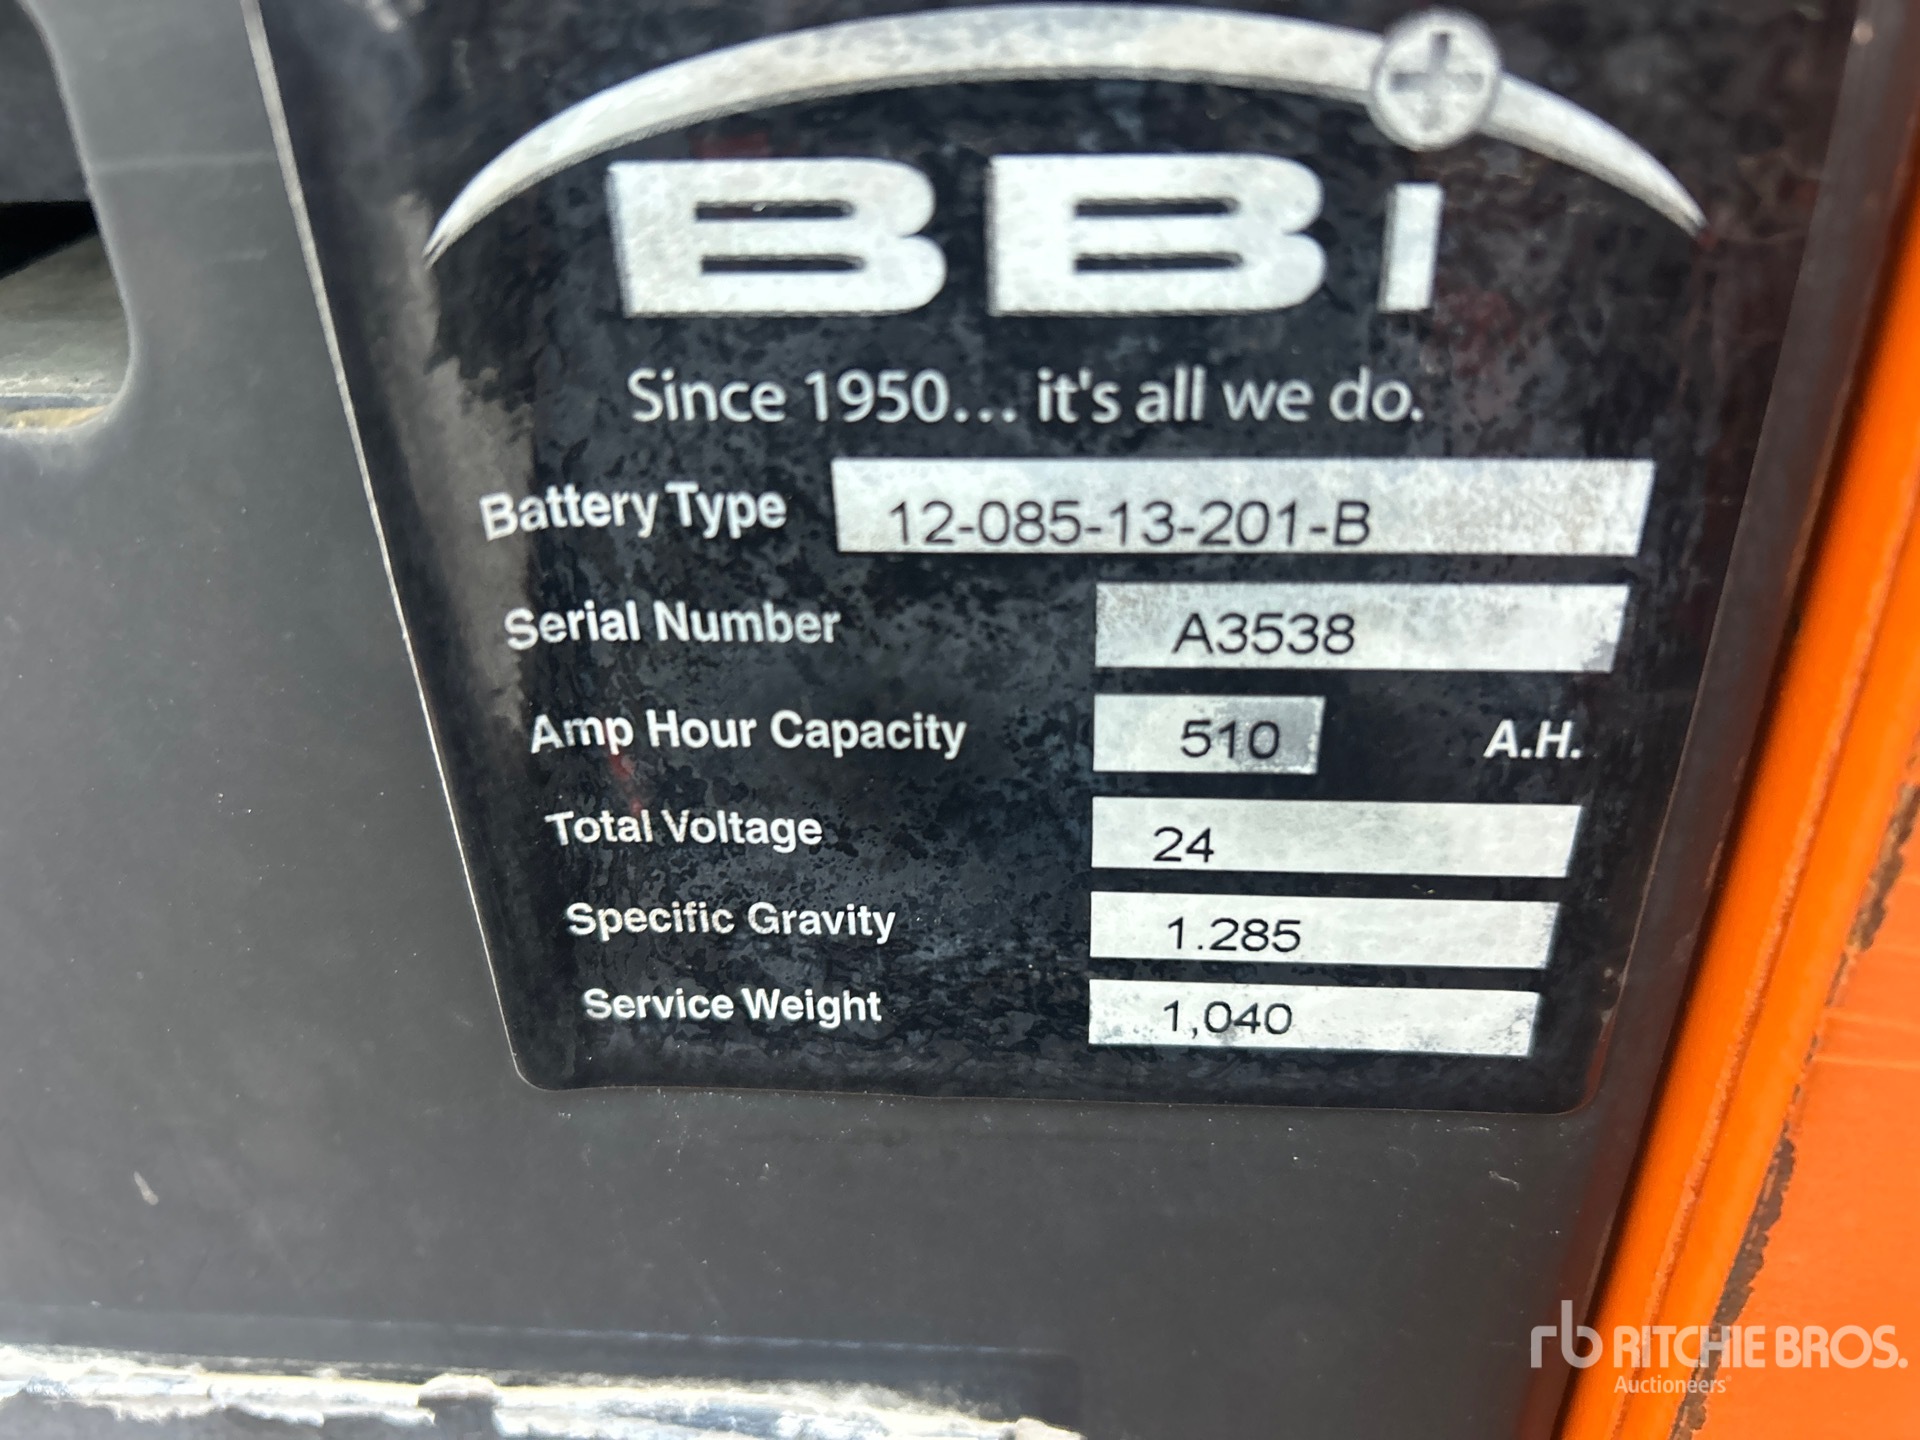 BBi
Since 1950... it's all we do.
Battery Type 12-085-13-201-B
Serial Number A3538
Amp Hour Capacity 510 A.H.
Total Voltage 24
Specific Gravity 1.285
Service Weight 1,040
rb RITCHIE BROS.
Auctioneers